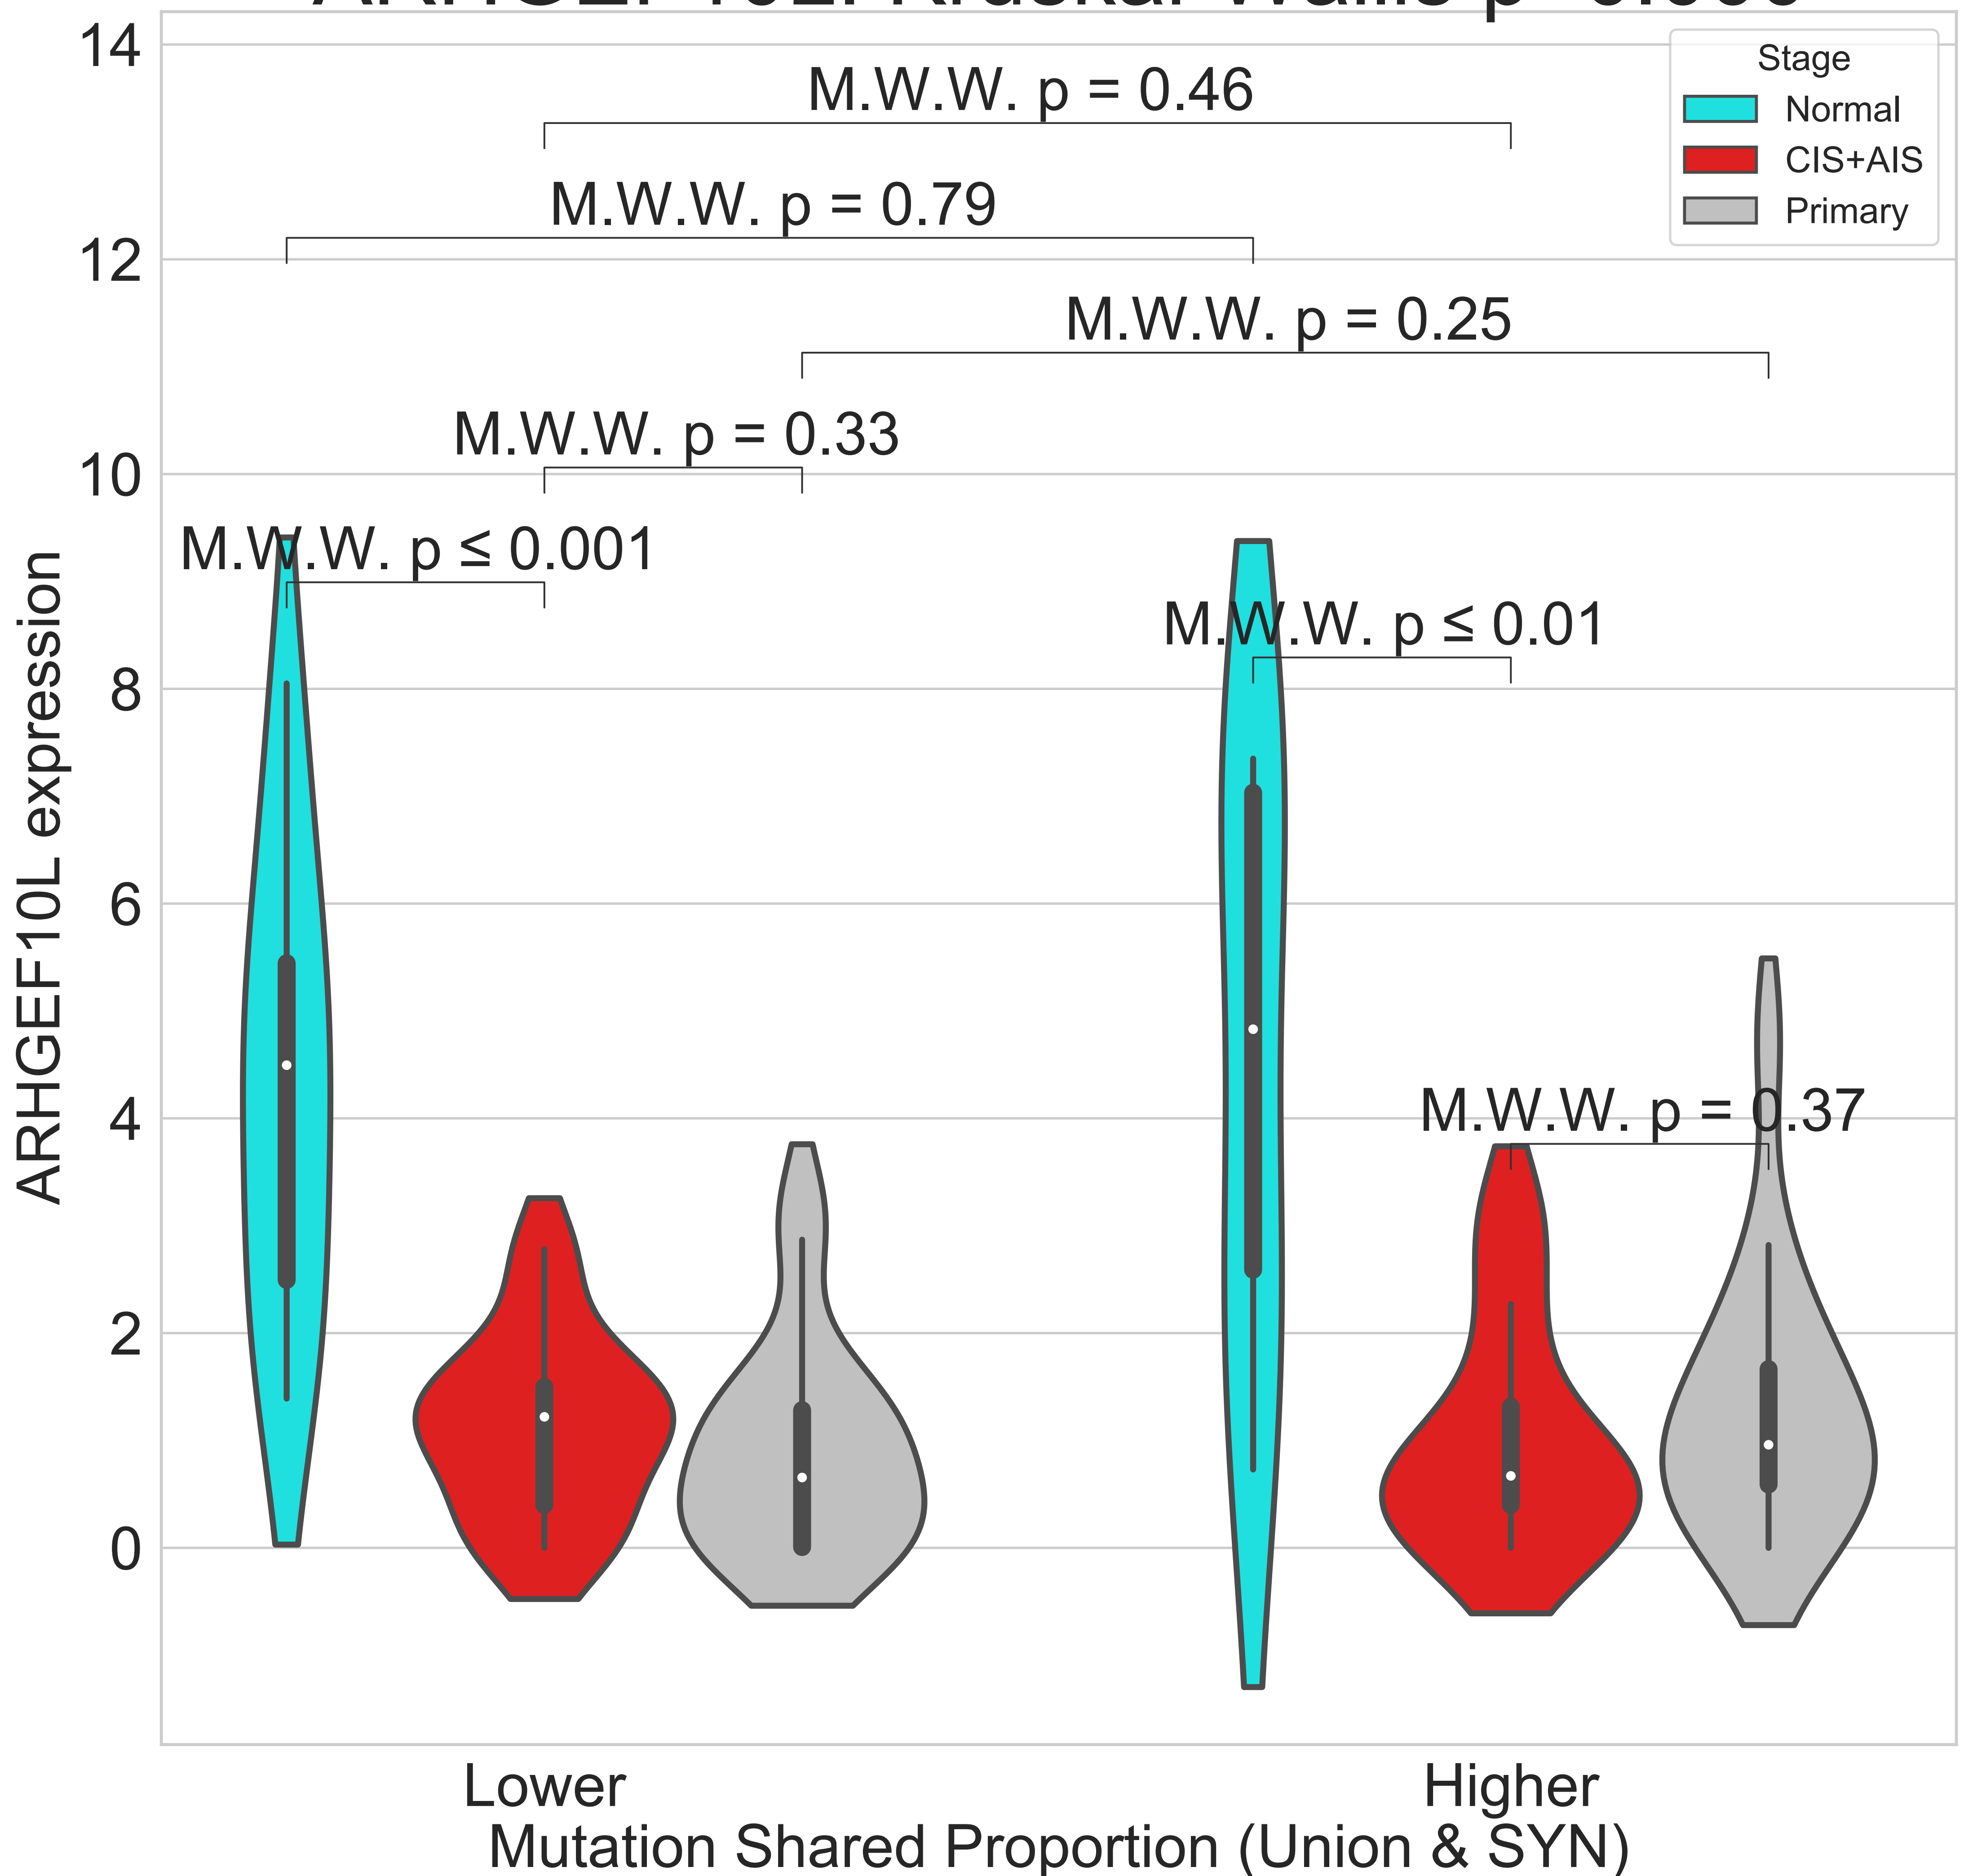 14
M.W.W. p = 0.46
Stage
Normal
CIS+AIS
Primary
M.W.W. p = 0.79
12
M.W.W. p = 0.25
M.W.W. p = 0.33
10
M.W.W. p ≤ 0.001
M.W.W. p ≤ 0.01
8
ARHGEF10L expression
6
M.W.W. p = 0.37
4
2
0
Lower
Higher
Mutation Shared Proportion (Union & SYN)